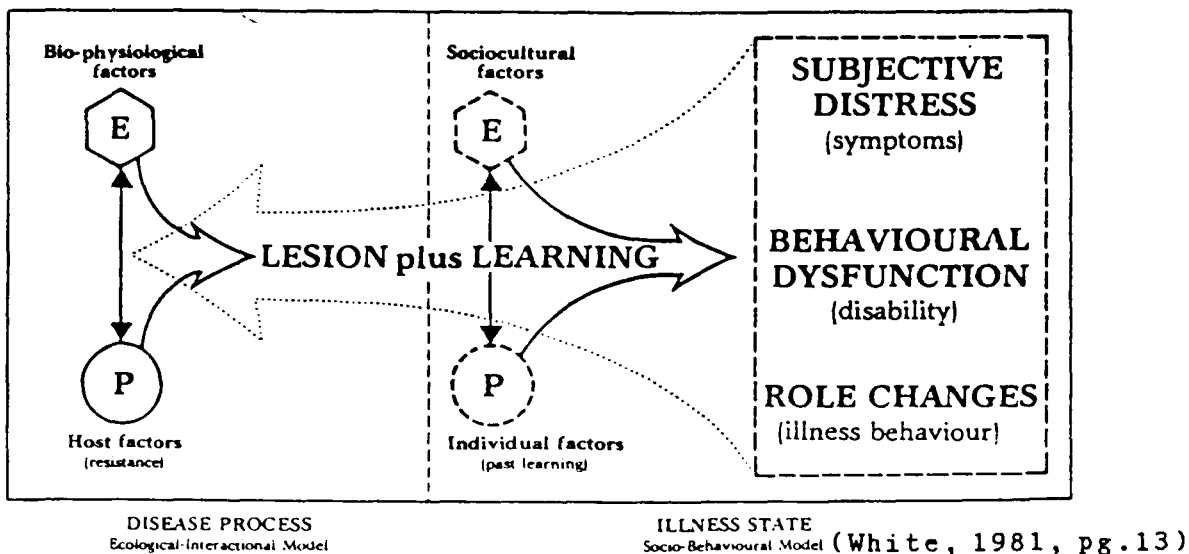 Bio-physiological
factors
E
P
Host factors
(resistance)
Sociocultural
factors
E
LESION plus LEARNING
P
Individual factors
(past learning)
SUBJECTIVE
DISTRESS
(symptoms)
BEHAVIOURAL
DYSFUNCTION
(disability)
ROLE CHANGES
(illness behaviour)
DISEASE PROCESS
Ecological-Interactional Model
ILLNESS STATE
Socio-Behavioural Model (White, 1981, pg.13)